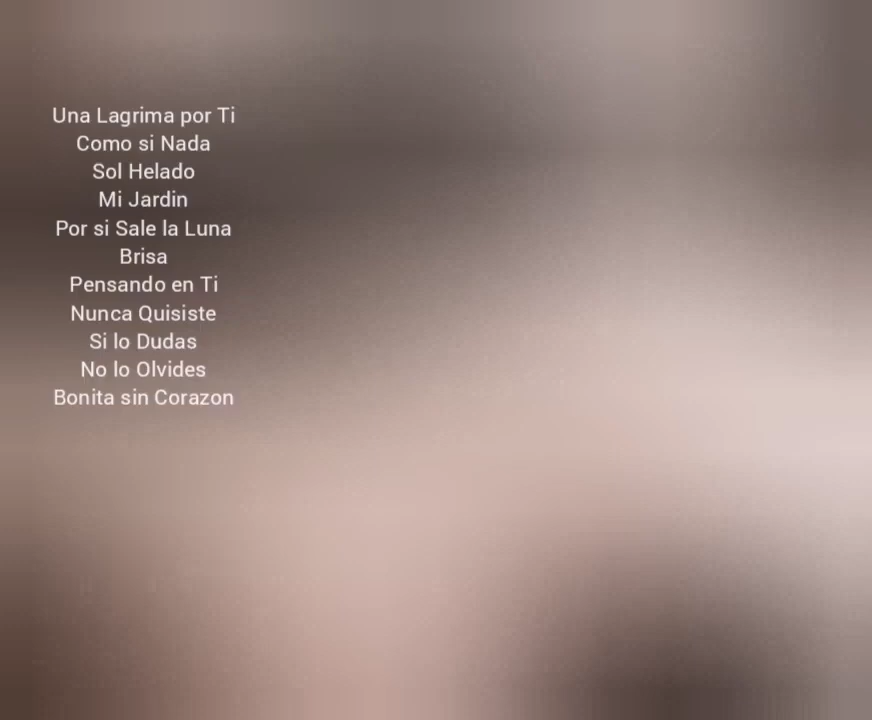 Una Lagrima por Ti
Como si Nada
Sol Helado
Mi Jardin
Por si Sale la Luna
Brisa
Pensando en Ti
Nunca Quisiste
Si lo Dudas
No lo Olvides
Bonita sin Corazon